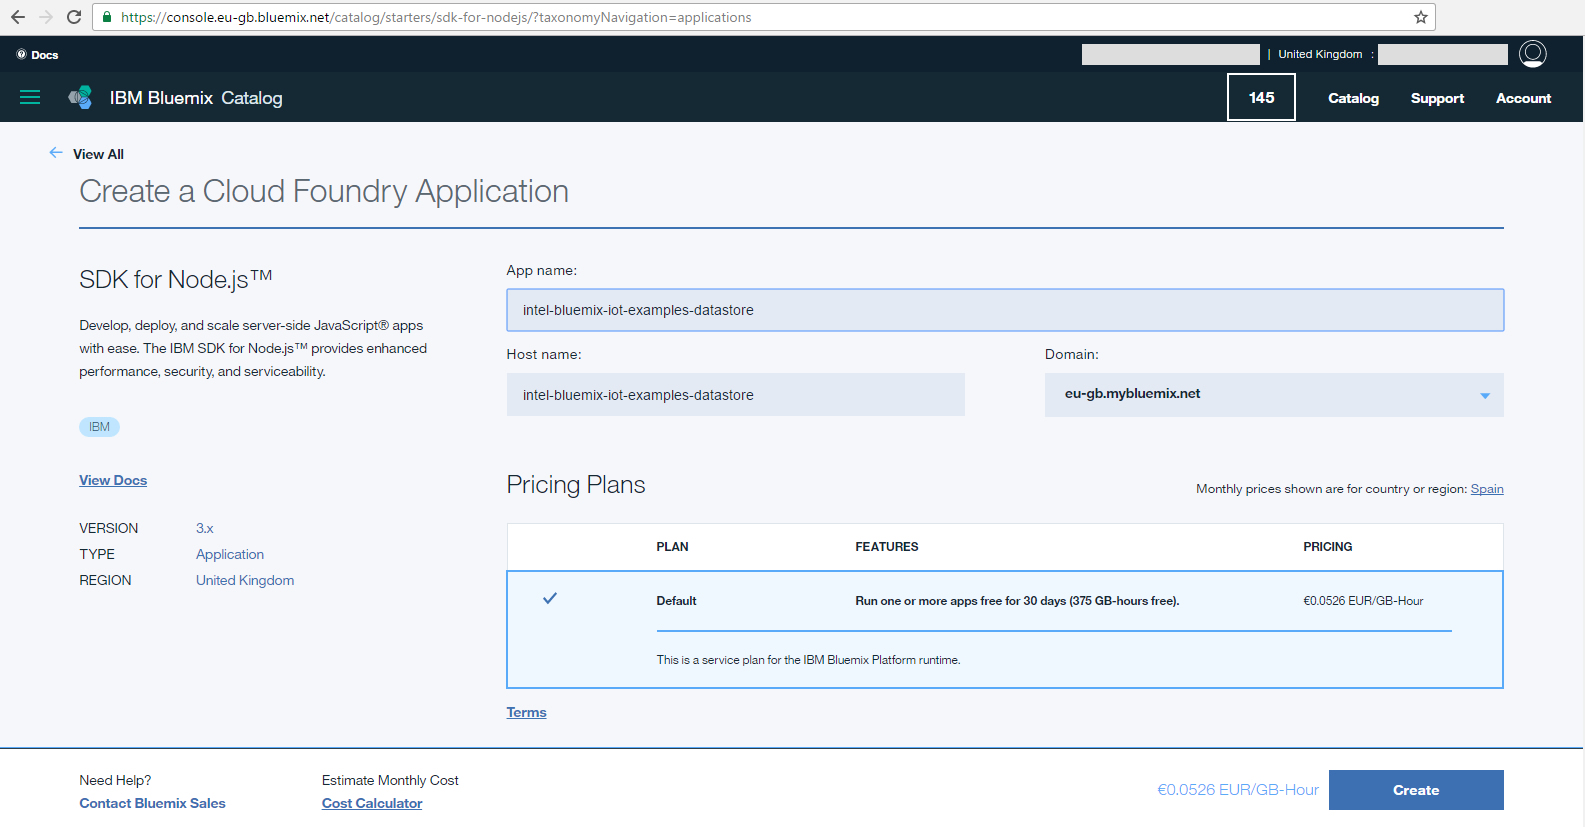 https://console.eu-gb.bluemix.net/catalog/starters/sdk-for-nodejs/?taxonomyNavigation=applications
Docs
| United Kingdom :
IBM Bluemix Catalog
145
Catalog
Support
Account
View All
Create a Cloud Foundry Application
SDK for Node.js™
Develop, deploy, and scale server-side JavaScript® apps
with ease. The IBM SDK for Node.js™ provides enhanced
performance, security, and serviceability.
IBM
View Docs
VERSION 3.x
TYPE Application
REGION United Kingdom
App name:
intel-bluemix-iot-examples-datastore
Host name:
intel-bluemix-iot-examples-datastore
Domain:
eu-gb.mybluemix.net
Pricing Plans
Monthly prices shown are for country or region: Spain
PLAN FEATURES PRICING
Default Run one or more apps free for 30 days (375 GB-hours free). €0.0526 EUR/GB-Hour
This is a service plan for the IBM Bluemix Platform runtime.
Terms
Need Help?
Contact Bluemix Sales
Estimate Monthly Cost
Cost Calculator
€0.0526 EUR/GB-Hour
Create